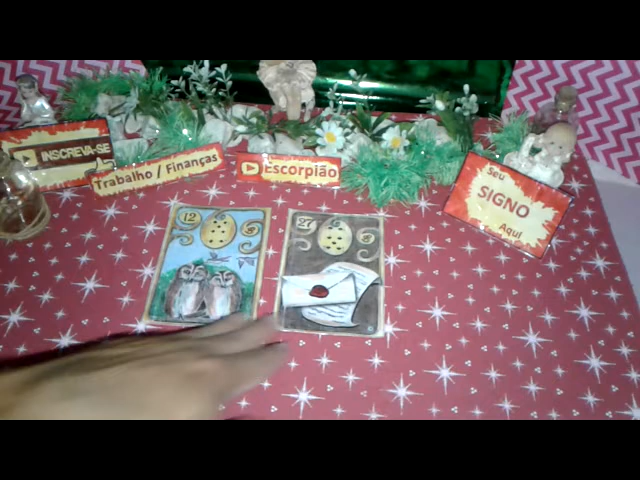 INSCREVA-SE
Trabalho / Finanças
Escorpião
Seu
SIGNO
Aqui
12
27